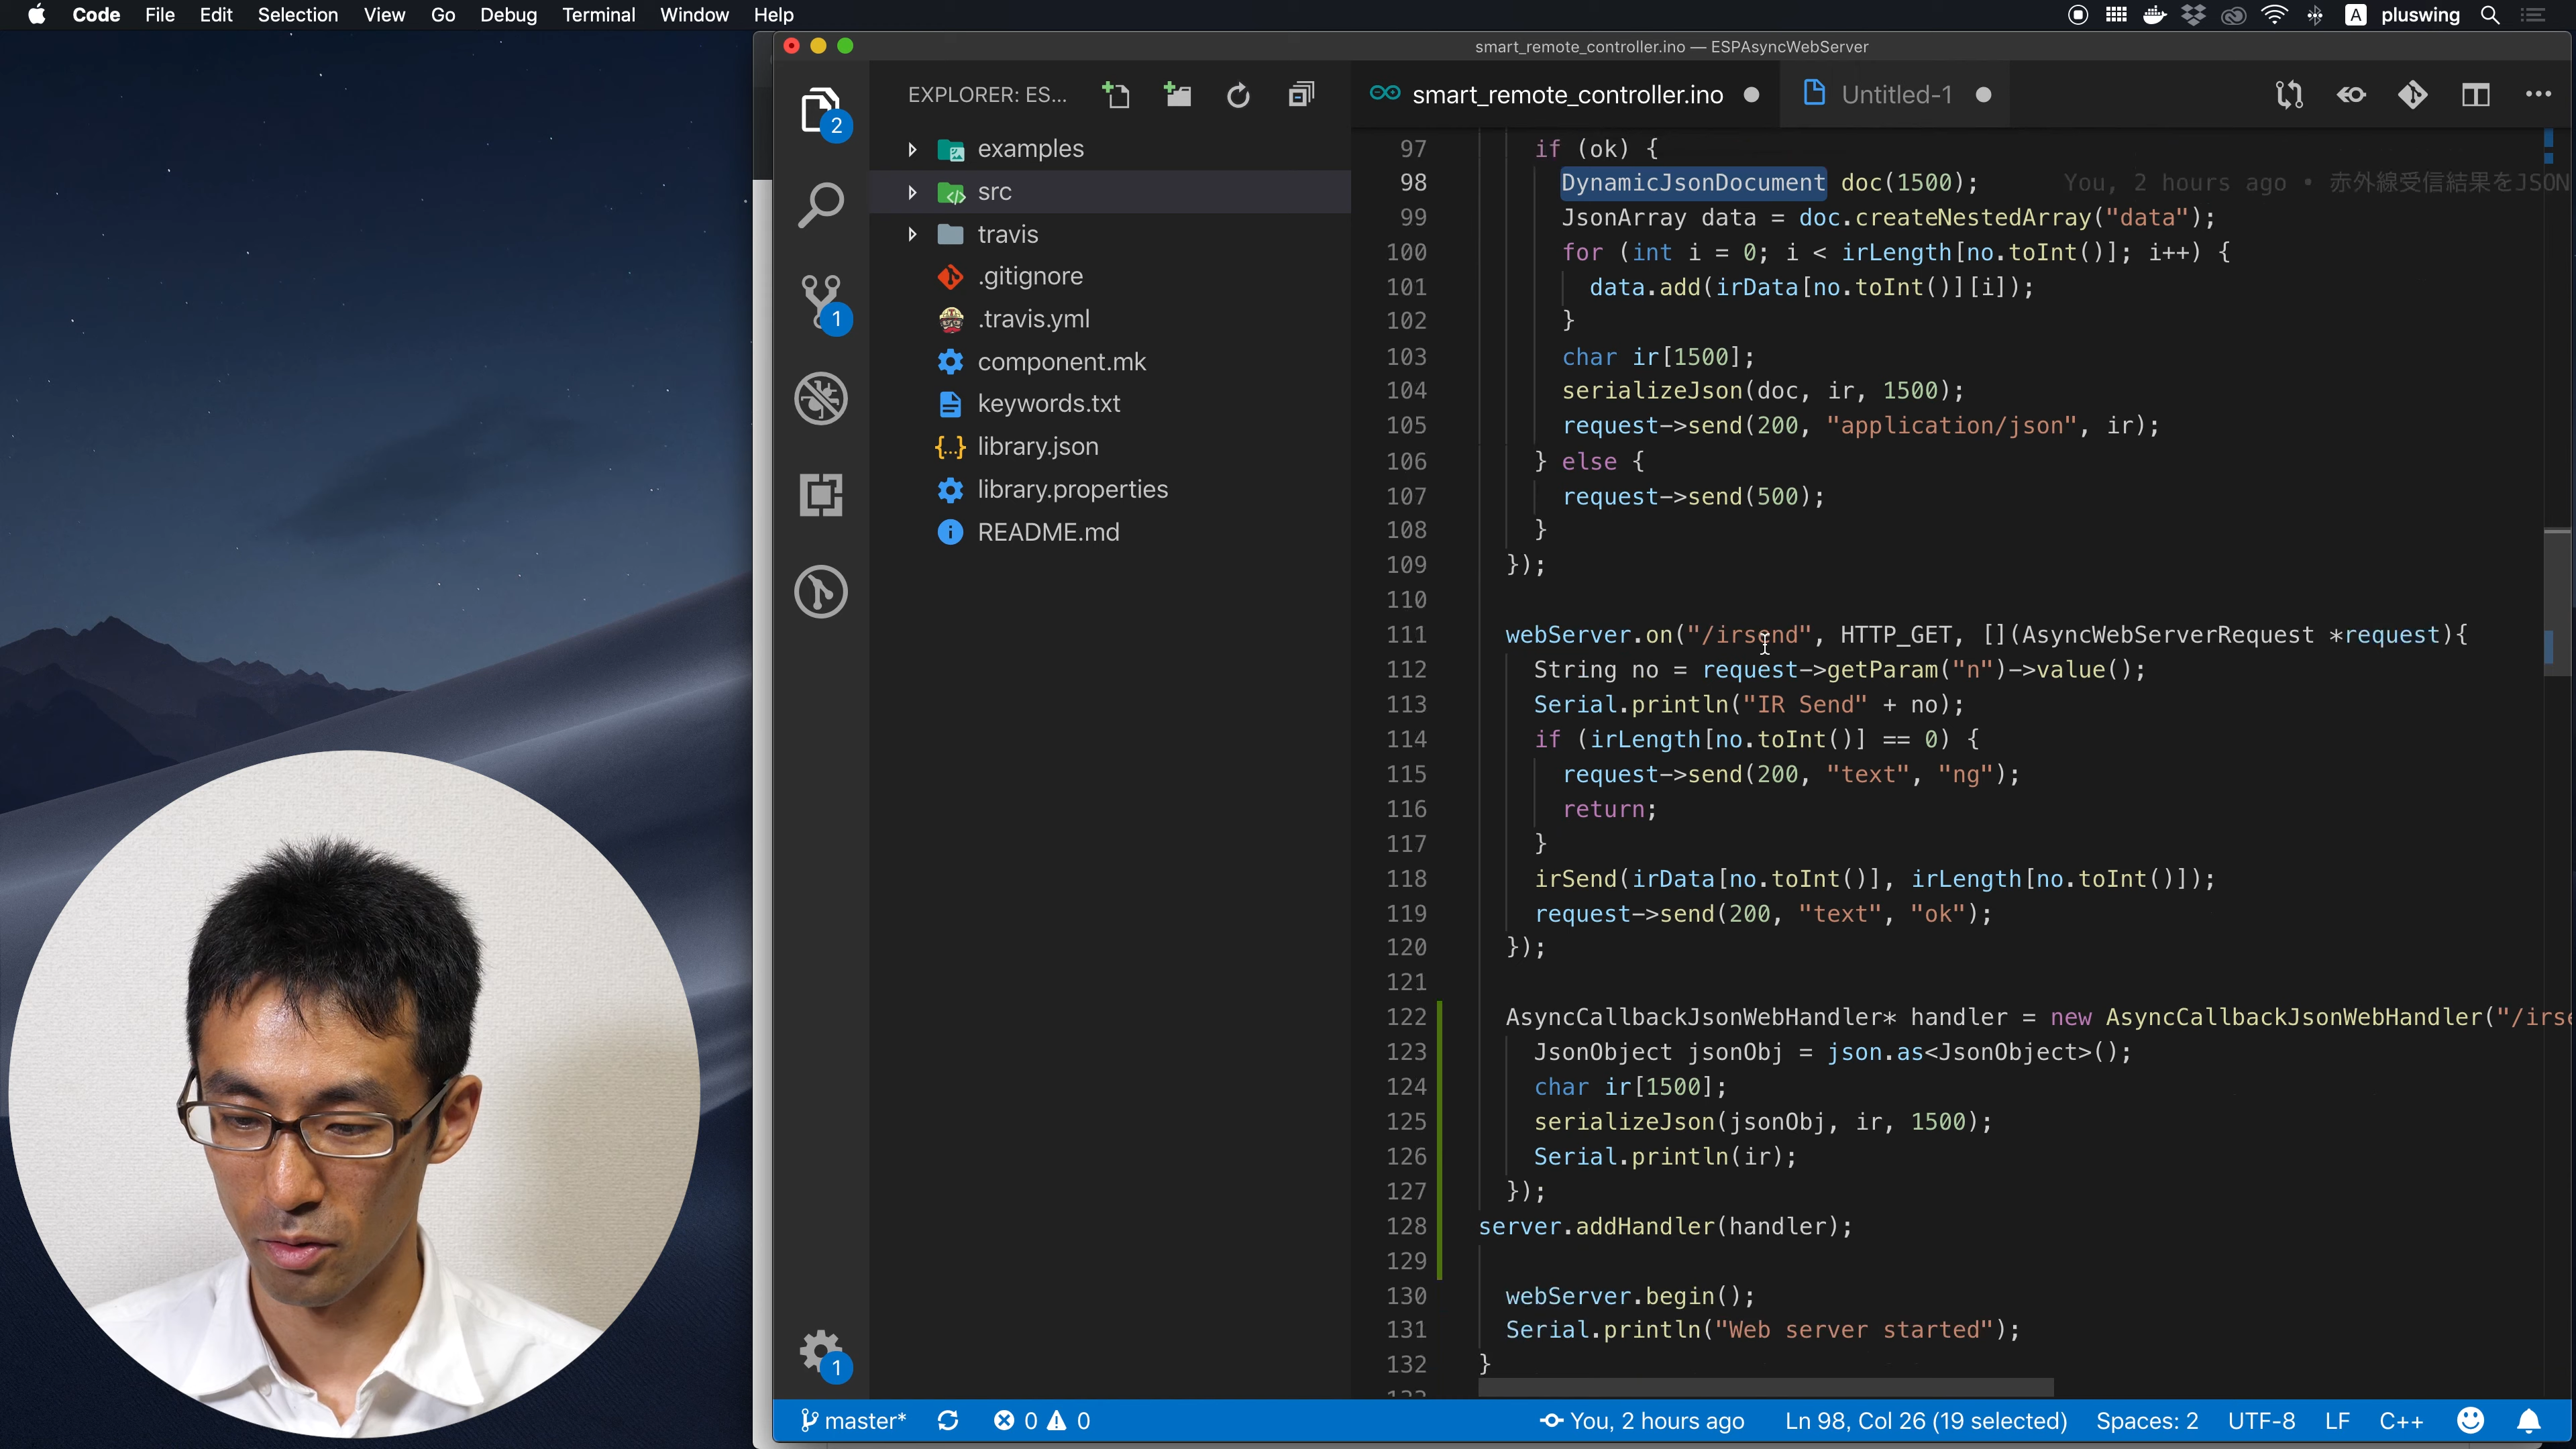 Code File Edit Selection View Go Debug Terminal Window Help
A pluswing
smart_remote_controller.ino — ESPAsyncWebServer
EXPLORER: ES...
smart_remote_controller.ino
Untitled-1
2
1
1
examples
src
travis
.gitignore
.travis.yml
component.mk
keywords.txt
library.json
library.properties
README.md
97 if (ok) {
98 DynamicJsonDocument doc(1500); You, 2 hours ago • 赤外線受信結果をJSON
99 JsonArray data = doc.createNestedArray("data");
100 for (int i = 0; i < irLength[no.toInt()]; i++) {
101 data.add(irData[no.toInt()][i]);
102 }
103 char ir[1500];
104 serializeJson(doc, ir, 1500);
105 request->send(200, "application/json", ir);
106 } else {
107 request->send(500);
108 }
109 });
110
111 webServer.on("/irsend", HTTP_GET, [](AsyncWebServerRequest *request){
112 String no = request->getParam("n")->value();
113 Serial.println("IR Send" + no);
114 if (irLength[no.toInt()] == 0) {
115 request->send(200, "text", "ng");
116 return;
117 }
118 irSend(irData[no.toInt()], irLength[no.toInt()]);
119 request->send(200, "text", "ok");
120 });
121
122 AsyncCallbackJsonWebHandler* handler = new AsyncCallbackJsonWebHandler("/irse
123 JsonObject jsonObj = json.as<JsonObject>();
124 char ir[1500];
125 serializeJson(jsonObj, ir, 1500);
126 Serial.println(ir);
127 });
128 server.addHandler(handler);
129
130 webServer.begin();
131 Serial.println("Web server started");
132 }
master* 0 0 You, 2 hours ago Ln 98, Col 26 (19 selected) Spaces: 2 UTF-8 LF C++